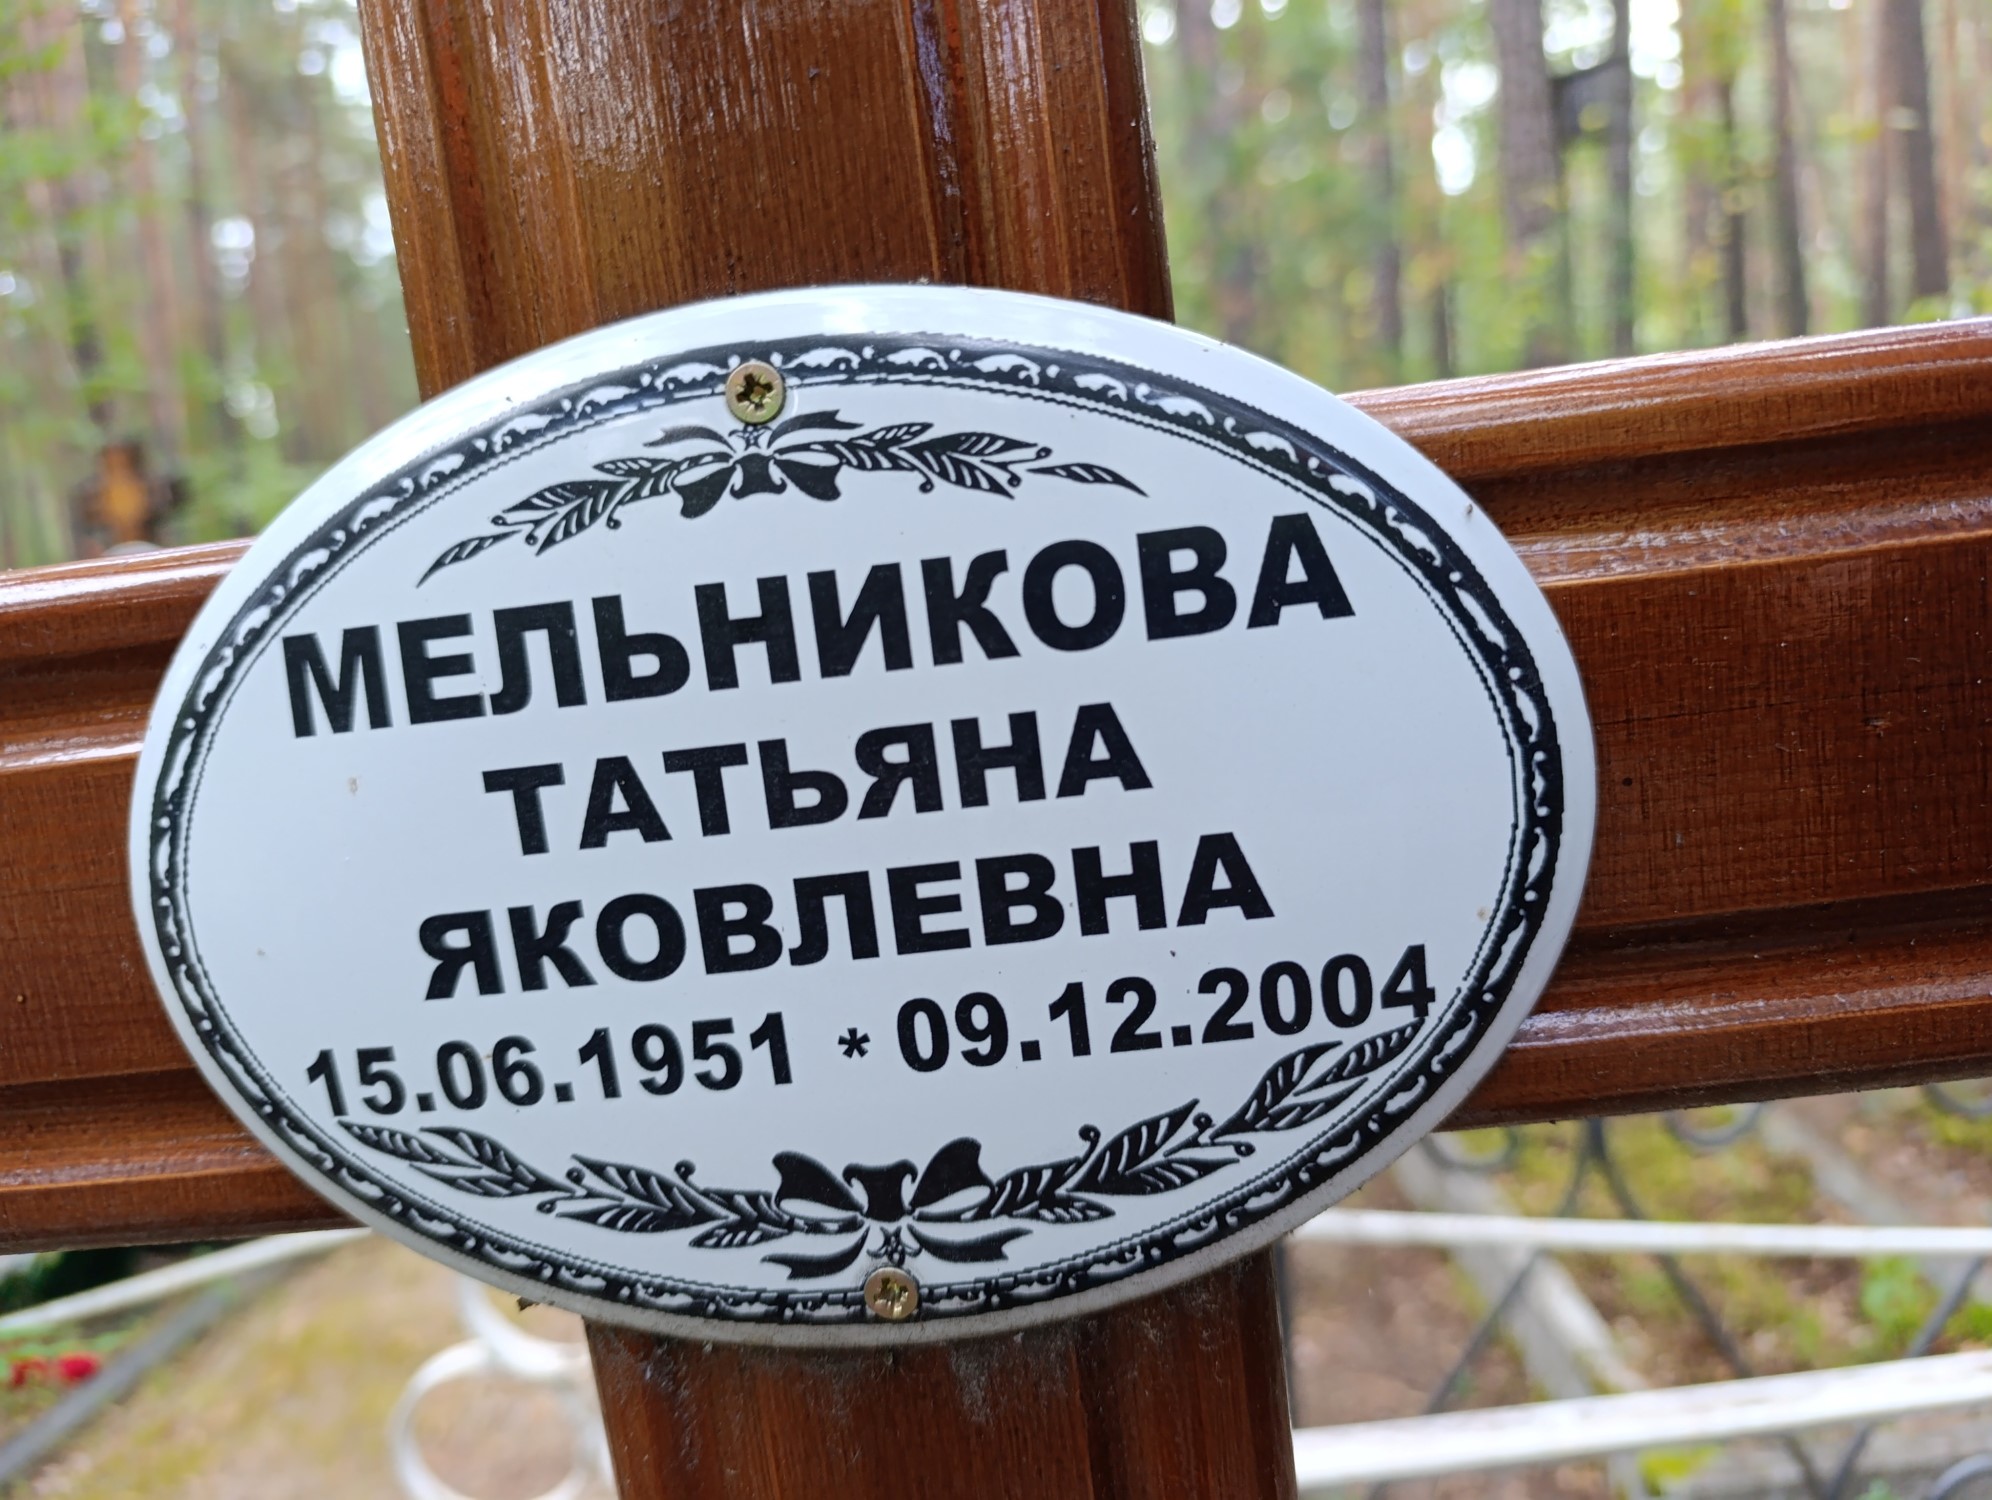 МЕЛЬНИКОВА
ТАТЬЯНА
ЯКОВЛЕВНА
15.06.1951 * 09.12.2004